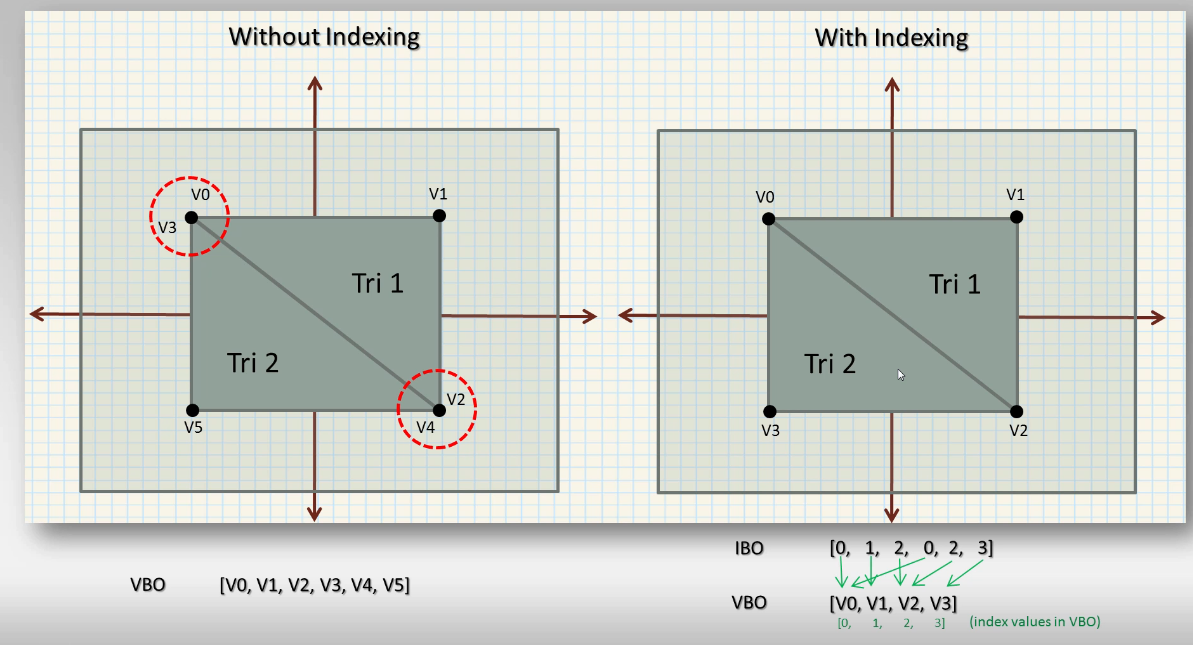 Without Indexing
With Indexing
V0
V1
V3
Tri 1
Tri 2
V2
V5
V4
V0
V1
Tri 1
Tri 2
V3
V2
IBO [0, 1, 2, 0, 2, 3]
VBO [V0, V1, V2, V3, V4, V5]
VBO [V0, V1, V2, V3]
[0, 1, 2, 3] (index values in VBO)